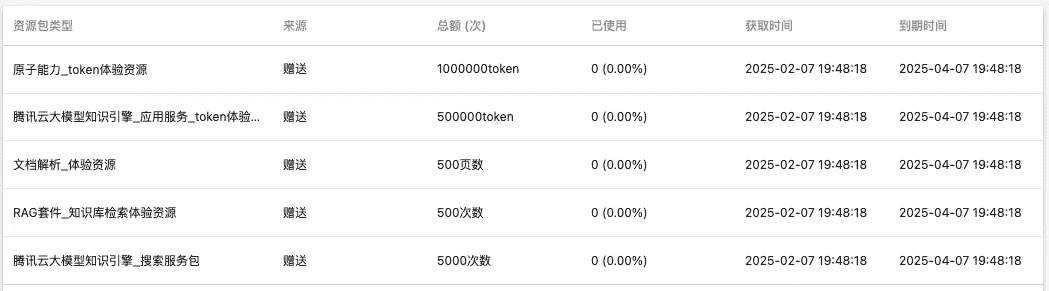 资源包类型 来源 总额 (次) 已使用 获取时间 到期时间
原子能力_token体验资源 赠送 1000000token 0 (0.00%) 2025-02-07 19:48:18 2025-04-07 19:48:18
腾讯云大模型知识引擎_应用服务_token体验... 赠送 500000token 0 (0.00%) 2025-02-07 19:48:18 2025-04-07 19:48:18
文档解析_体验资源 赠送 500页数 0 (0.00%) 2025-02-07 19:48:18 2025-04-07 19:48:18
RAG套件_知识库检索体验资源 赠送 500次数 0 (0.00%) 2025-02-07 19:48:18 2025-04-07 19:48:18
腾讯云大模型知识引擎_搜索服务包 赠送 5000次数 0 (0.00%) 2025-02-07 19:48:18 2025-04-07 19:48:18